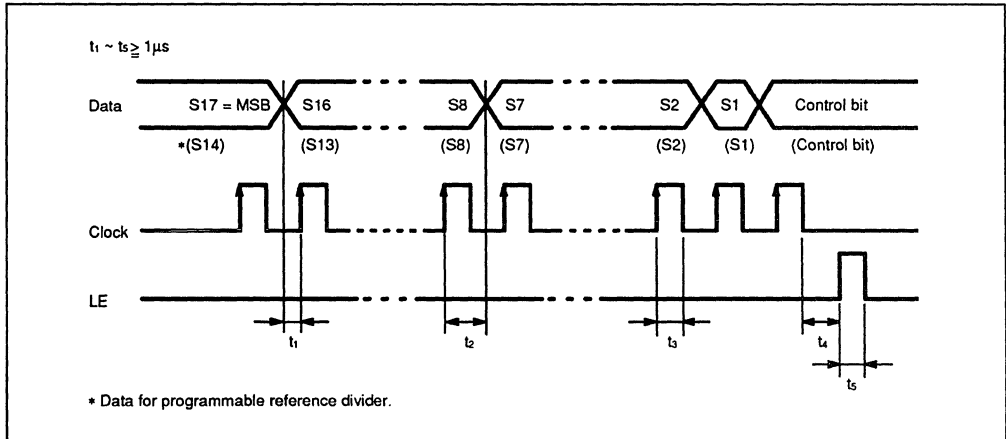 t₁ ~ t₅ ≧ 1µs
Data S17 = MSB S16 S8 S7 S2 S1 Control bit
*(S14) (S13) (S8) (S7) (S2) (S1) (Control bit)
Clock
LE
t₁ t₂ t₃ t₄
t₅
* Data for programmable reference divider.